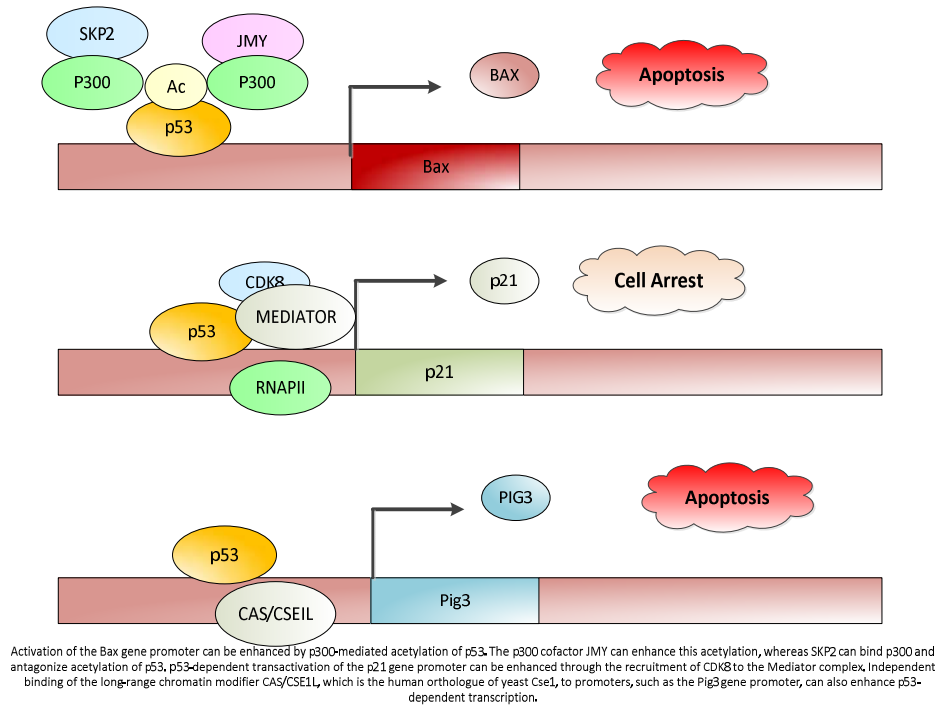 SKP2
JMY
P300
Ac
P300
p53
BAX
Apoptosis
Bax
CDK8
MEDIATOR
p53
p21
Cell Arrest
RNAPII
p21
PIG3
Apoptosis
p53
CAS/CSEIL
Pig3
Activation of the Bax gene promoter can be enhanced by p300-mediated acetylation of p53. The p300 cofactor JMY can enhance this acetylation, whereas SKP2 can bind p300 and
antagonize acetylation of p53. p53-dependent transactivation of the p21 gene promoter can be enhanced through the recruitment of CDK8 to the Mediator complex. Independent
binding of the long-range chromatin modifier CAS/CSE1L, which is the human orthologue of yeast Cse1, to promoters, such as the Pig3 gene promoter, can also enhance p53-
dependent transcription.